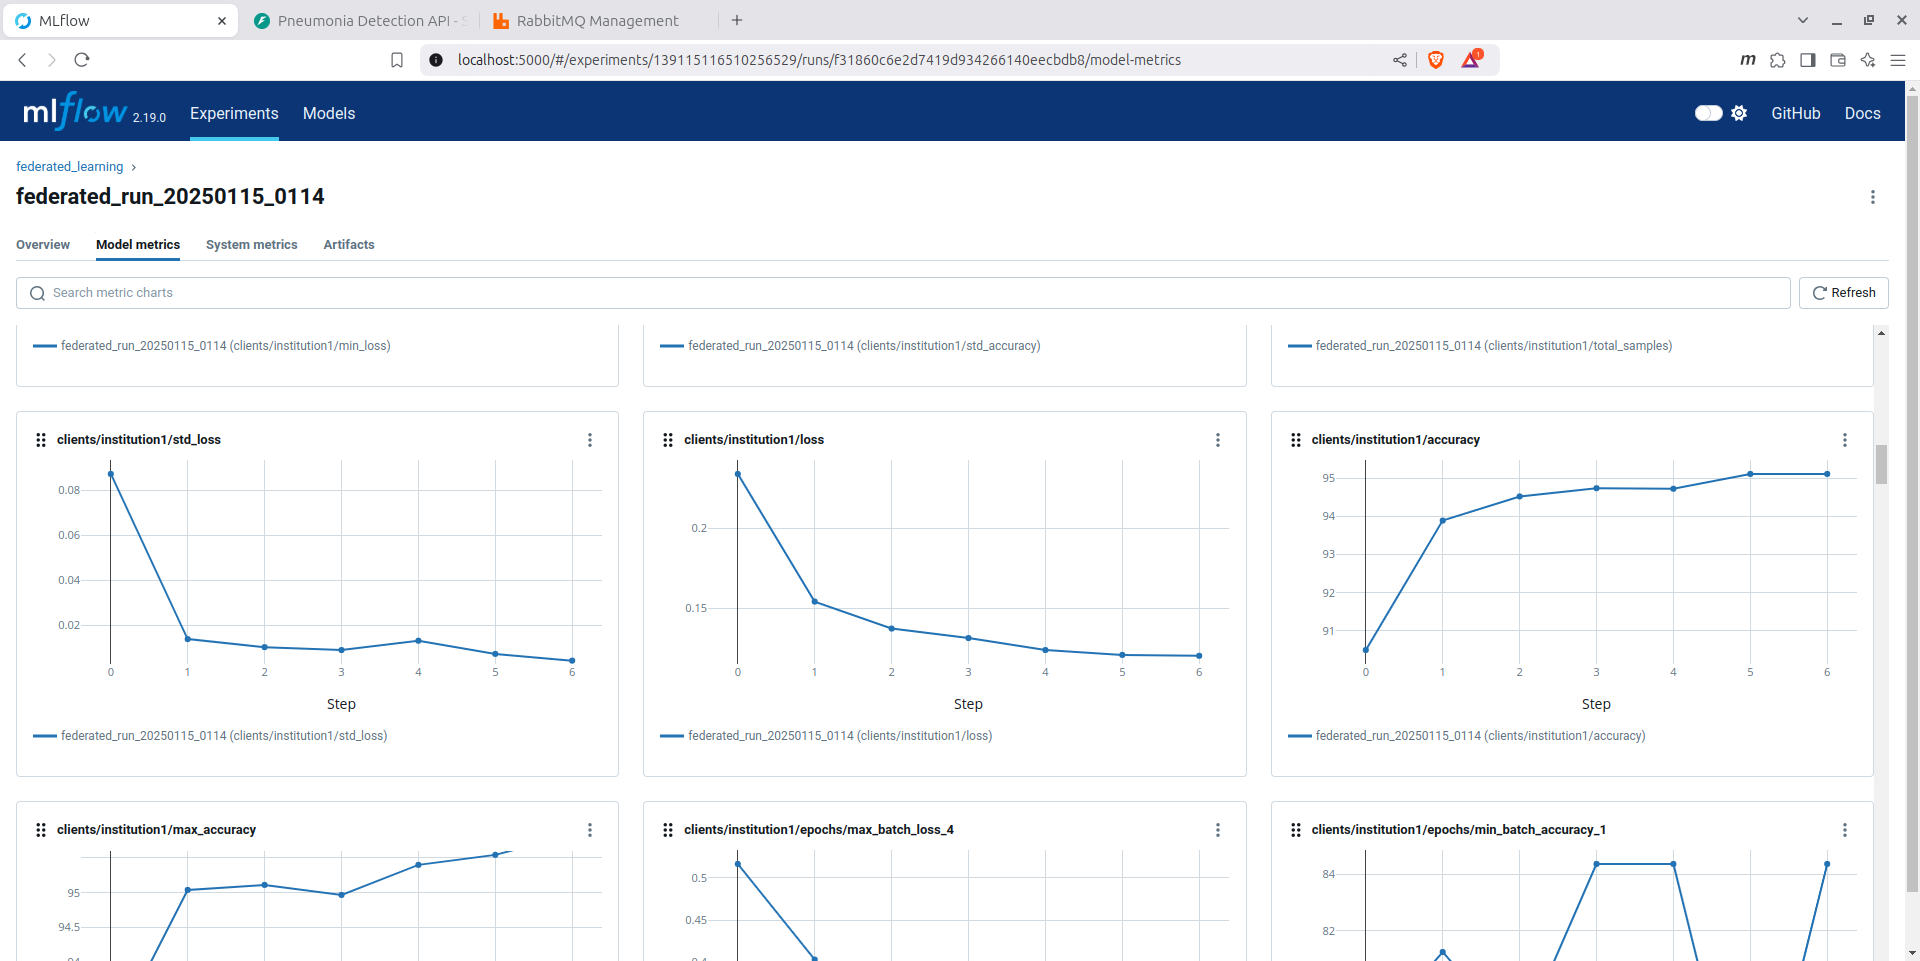 MLflow
Pneumonia Detection API -
RabbitMQ Management
localhost:5000/#/experiments/139115116510256529/runs/f31860c6e2d7419d934266140eecbdb8/model-metrics
1
m
mlflow 2.19.0
Experiments
Models
GitHub
Docs
federated_learning
federated_run_20250115_0114
Overview
Model metrics
System metrics
Artifacts
Search metric charts
Refresh
federated_run_20250115_0114 (clients/institution1/min_loss)
federated_run_20250115_0114 (clients/institution1/std_accuracy)
federated_run_20250115_0114 (clients/institution1/total_samples)
clients/institution1/std_loss
0.08
0.06
0.04
0.02
0 1 2 3 4 5 6
Step
federated_run_20250115_0114 (clients/institution1/std_loss)
clients/institution1/loss
0.2
0.15
0 1 2 3 4 5 6
Step
federated_run_20250115_0114 (clients/institution1/loss)
clients/institution1/accuracy
95
94
93
92
91
0 1 2 3 4 5 6
Step
federated_run_20250115_0114 (clients/institution1/accuracy)
clients/institution1/max_accuracy
95
94.5
94
clients/institution1/epochs/max_batch_loss_4
0.5
0.45
0.4
clients/institution1/epochs/min_batch_accuracy_1
84
82